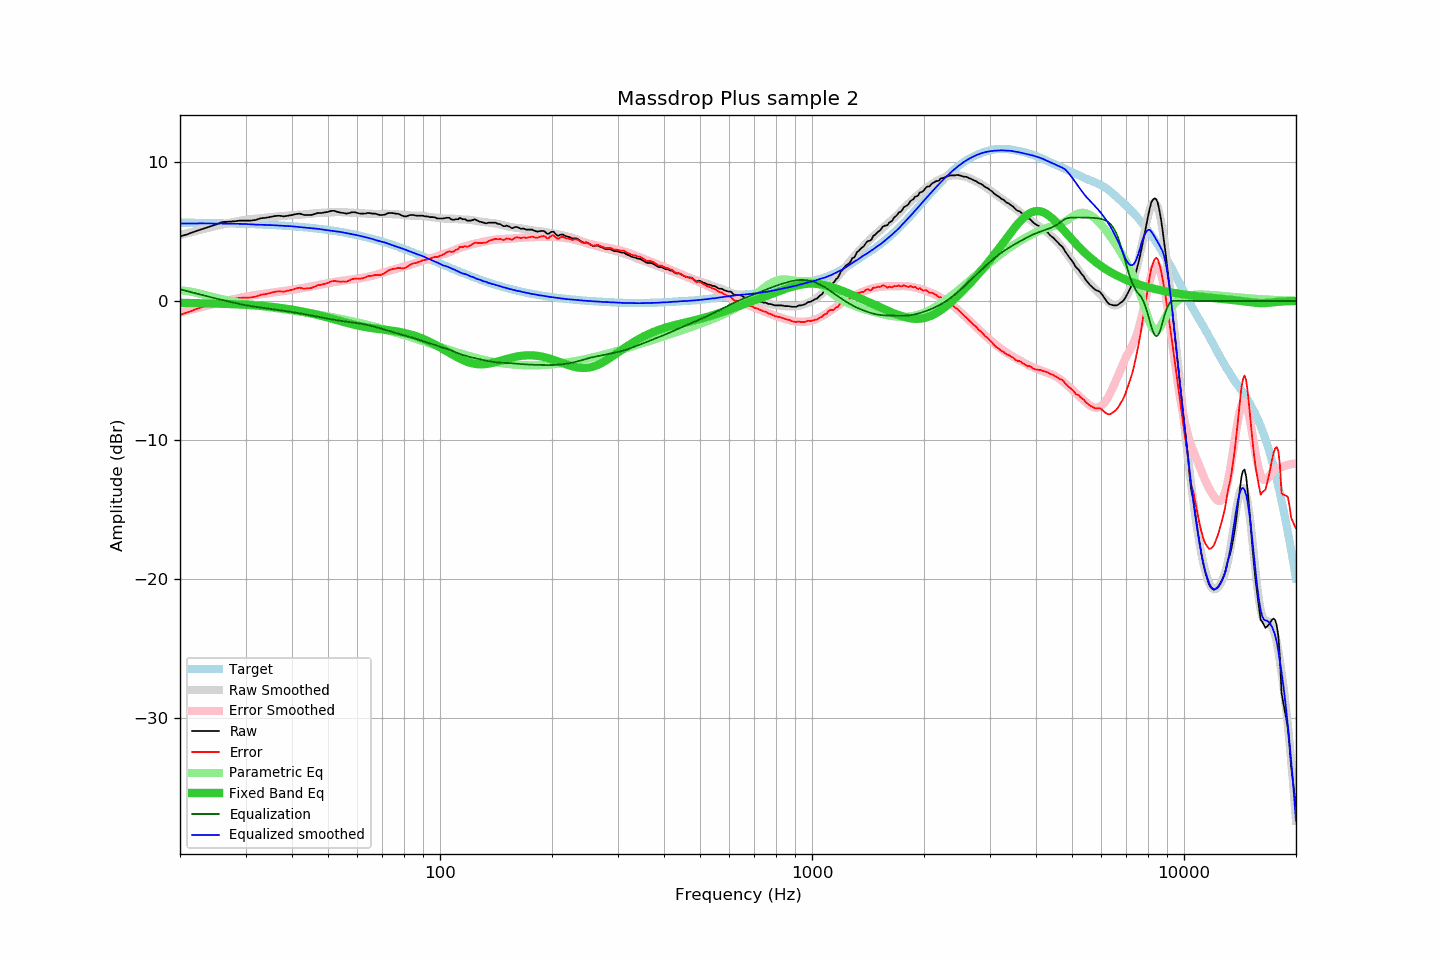 Massdrop Plus sample 2
Amplitude (dBr)
10
0
−10
−20
−30
Target
Raw Smoothed
Error Smoothed
Raw
Error
Parametric Eq
Fixed Band Eq
Equalization
Equalized smoothed
100
1000
10000
Frequency (Hz)